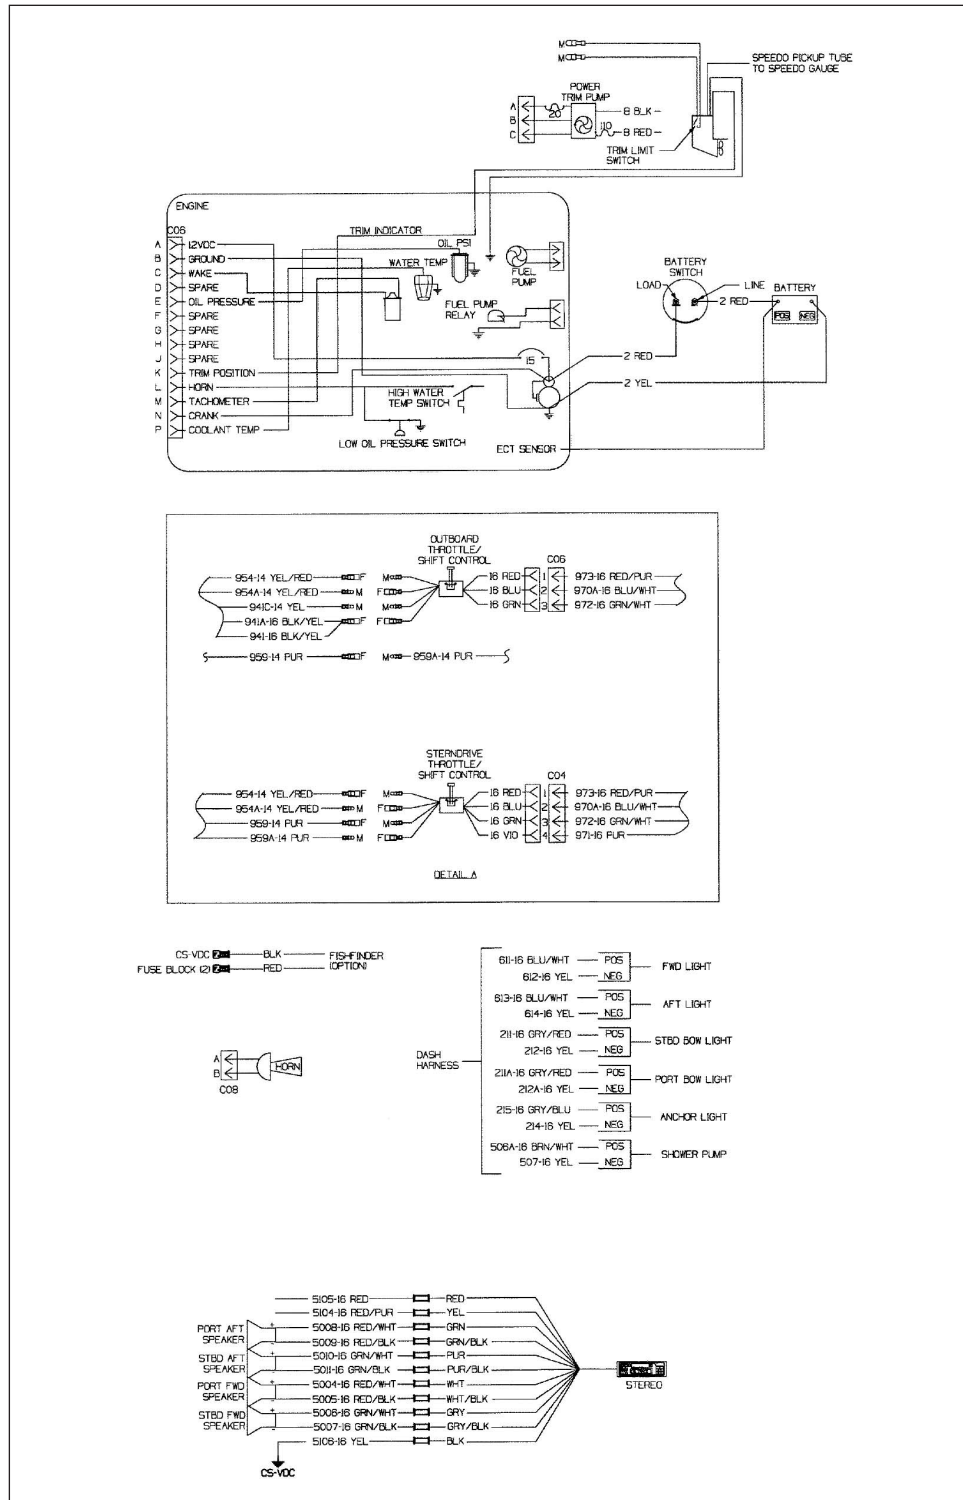 M
M
SPEEDO PICKUP TUBE
TO SPEEDO GAUGE
POWER
TRIM PUMP
A
B
C
20
8 BLK
110
8 RED
TRIM LIMIT
SWITCH
ENGINE
C06
A 12VDC
B GROUND
C WAKE
D SPARE
E OIL PRESSURE
F SPARE
G SPARE
H SPARE
J SPARE
K TRIM POSITION
L HORN
M TACHOMETER
N CRANK
P COOLANT TEMP
TRIM INDICATOR
OIL PSI
WATER TEMP
FUEL
PUMP
FUEL PUMP
RELAY
15
HIGH WATER
TEMP SWITCH
LOW OIL PRESSURE SWITCH
ECT SENSOR
BATTERY
SWITCH
LOAD
LINE
BATTERY
2 RED
POS NEG
2 RED
2 YEL
OUTBOARD
THROTTLE/
SHIFT CONTROL
C06
954-14 YEL/RED F M 16 RED 1 973-16 RED/PUR
954A-14 YEL/RED M F 16 BLU 2 970A-16 BLU/WHT
941C-14 YEL M M 16 GRN 3 972-16 GRN/WHT
941A-16 BLK/YEL F F
941-16 BLK/YEL
959-14 PUR F M 959A-14 PUR
STERNDRIVE
THROTTLE/
SHIFT CONTROL
C04
954-14 YEL/RED F M 16 RED 1 973-16 RED/PUR
954A-14 YEL/RED M F 16 BLU 2 970A-16 BLU/WHT
959-14 PUR F M 16 GRN 3 972-16 GRN/WHT
959A-14 PUR M F 16 VIO 4 971-16 PUR
DETAIL A
CS-VDC 2 BLK FISHFINDER
FUSE BLOCK (2) 2 RED (OPTION)
A
B
HORN
C08
DASH
HARNESS
611-16 BLU/WHT POS
612-16 YEL NEG
FWD LIGHT
613-16 BLU/WHT POS
614-16 YEL NEG
AFT LIGHT
211-16 GRY/RED POS
212-16 YEL NEG
STBD BOW LIGHT
211A-16 GRY/RED POS
212A-16 YEL NEG
PORT BOW LIGHT
215-16 GRY/BLU POS
214-16 YEL NEG
ANCHOR LIGHT
506A-16 BRN/WHT POS
507-16 YEL NEG
SHOWER PUMP
5105-16 RED RED
5104-16 RED/PUR YEL
PORT AFT
SPEAKER
+ 5008-16 RED/WHT GRN
- 5009-16 RED/BLK GRN/BLK
STBD AFT
SPEAKER
+ 5010-16 GRN/WHT PUR
- 5011-16 GRN/BLK PUR/BLK
PORT FWD
SPEAKER
+ 5004-16 RED/WHT WHT
- 5005-16 RED/BLK WHT/BLK
STBD FWD
SPEAKER
+ 5006-16 GRN/WHT GRY
- 5007-16 GRN/BLK GRY/BLK
5106-16 YEL BLK
CS-VDC
STEREO